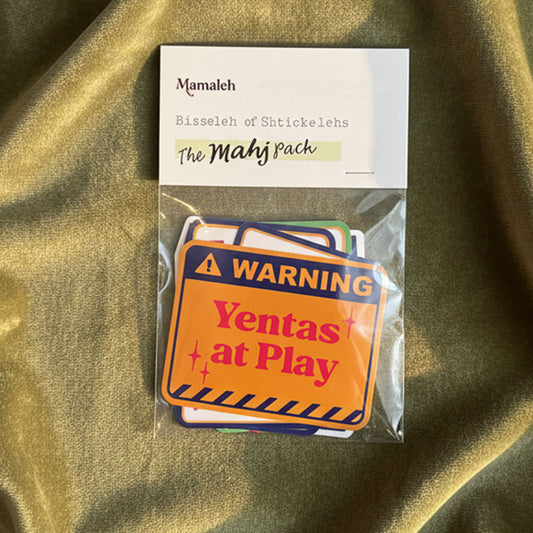 Mamaleh
Bisseleh of Shtickelehs
The Mahj pack
WARNING
Yentas
at Play